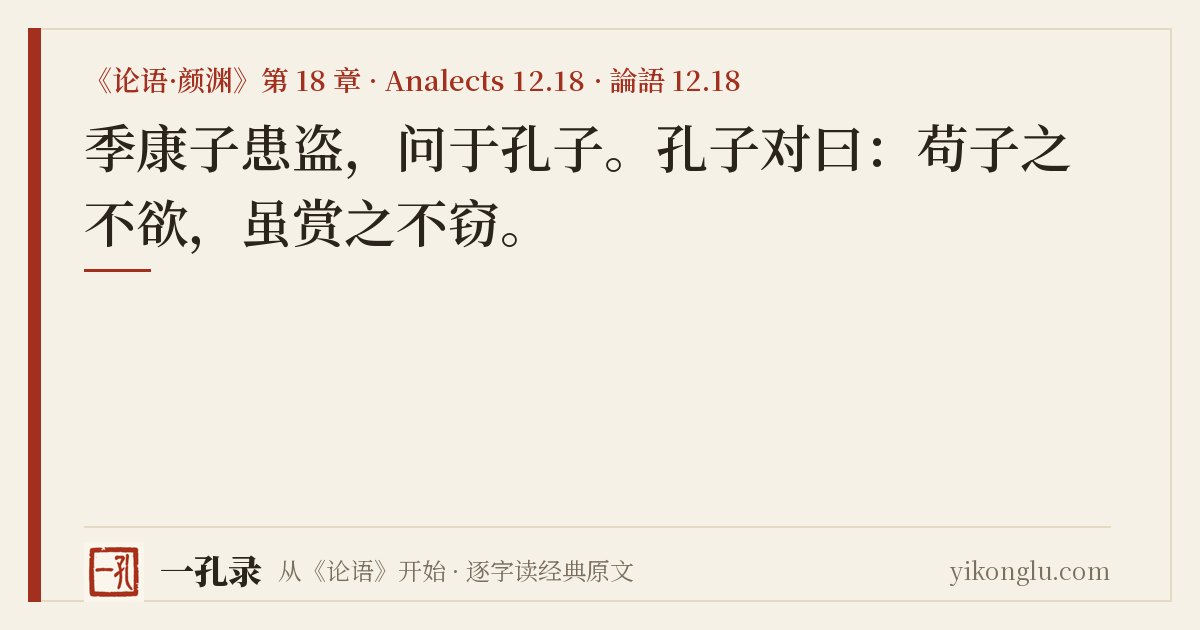 《论语·颜渊》第 18 章 · Analects 12.18 · 論語 12.18
季康子患盗，问于孔子。孔子对曰：苟子之
不欲，虽赏之不窃。
一孔
一孔录 从《论语》开始 · 逐字读经典原文 yikonglu.com